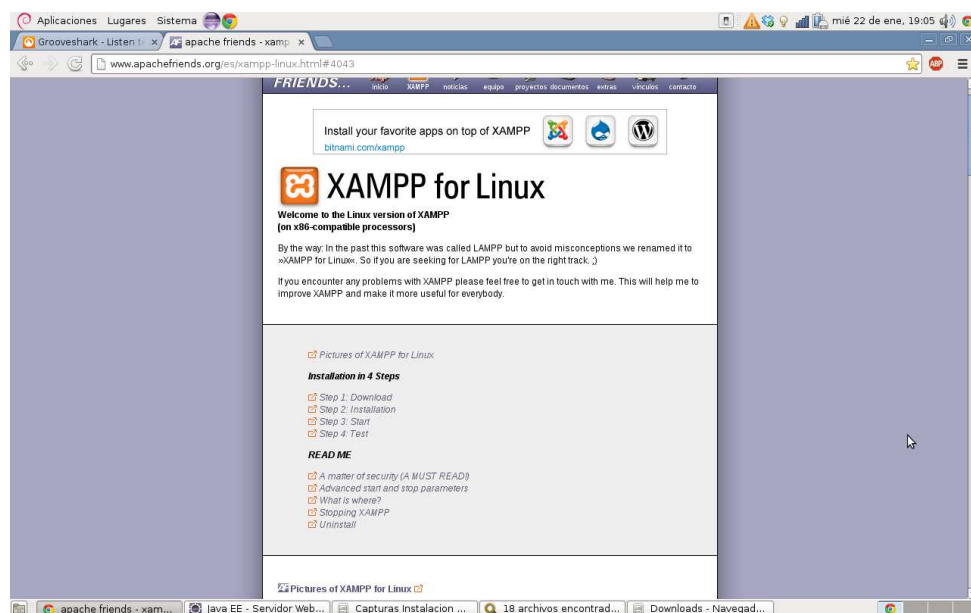 Aplicaciones Lugares Sistema
mié 22 de ene, 19:05
Grooveshark - Listen t
apache friends - xamp
www.apachefriends.org/es/xampp-linux.html#4043
ABP
FRIENDS...
inicio XAMPP noticias equipo proyectos documentos extras vínculos contacto
Install your favorite apps on top of XAMPP
bitnami.com/xampp
XAMPP for Linux
Welcome to the Linux version of XAMPP
(on x86-compatible processors)
By the way: In the past this software was called LAMPP but to avoid misconceptions we renamed it to
»XAMPP for Linux«. So if you are seeking for LAMPP you're on the right track. ;)
If you encounter any problems with XAMPP please feel free to get in touch with me. This will help me to
improve XAMPP and make it more useful for everybody.
Pictures of XAMPP for Linux
Installation in 4 Steps
Step 1: Download
Step 2: Installation
Step 3: Start
Step 4: Test
READ ME
A matter of security (A MUST READ!)
Advanced start and stop parameters
What is where?
Stopping XAMPP
Uninstall
Pictures of XAMPP for Linux
apache friends - xam...
Java EE - Servidor Web...
Capturas Instalacion ...
18 archivos encontrad...
Downloads - Navegad...